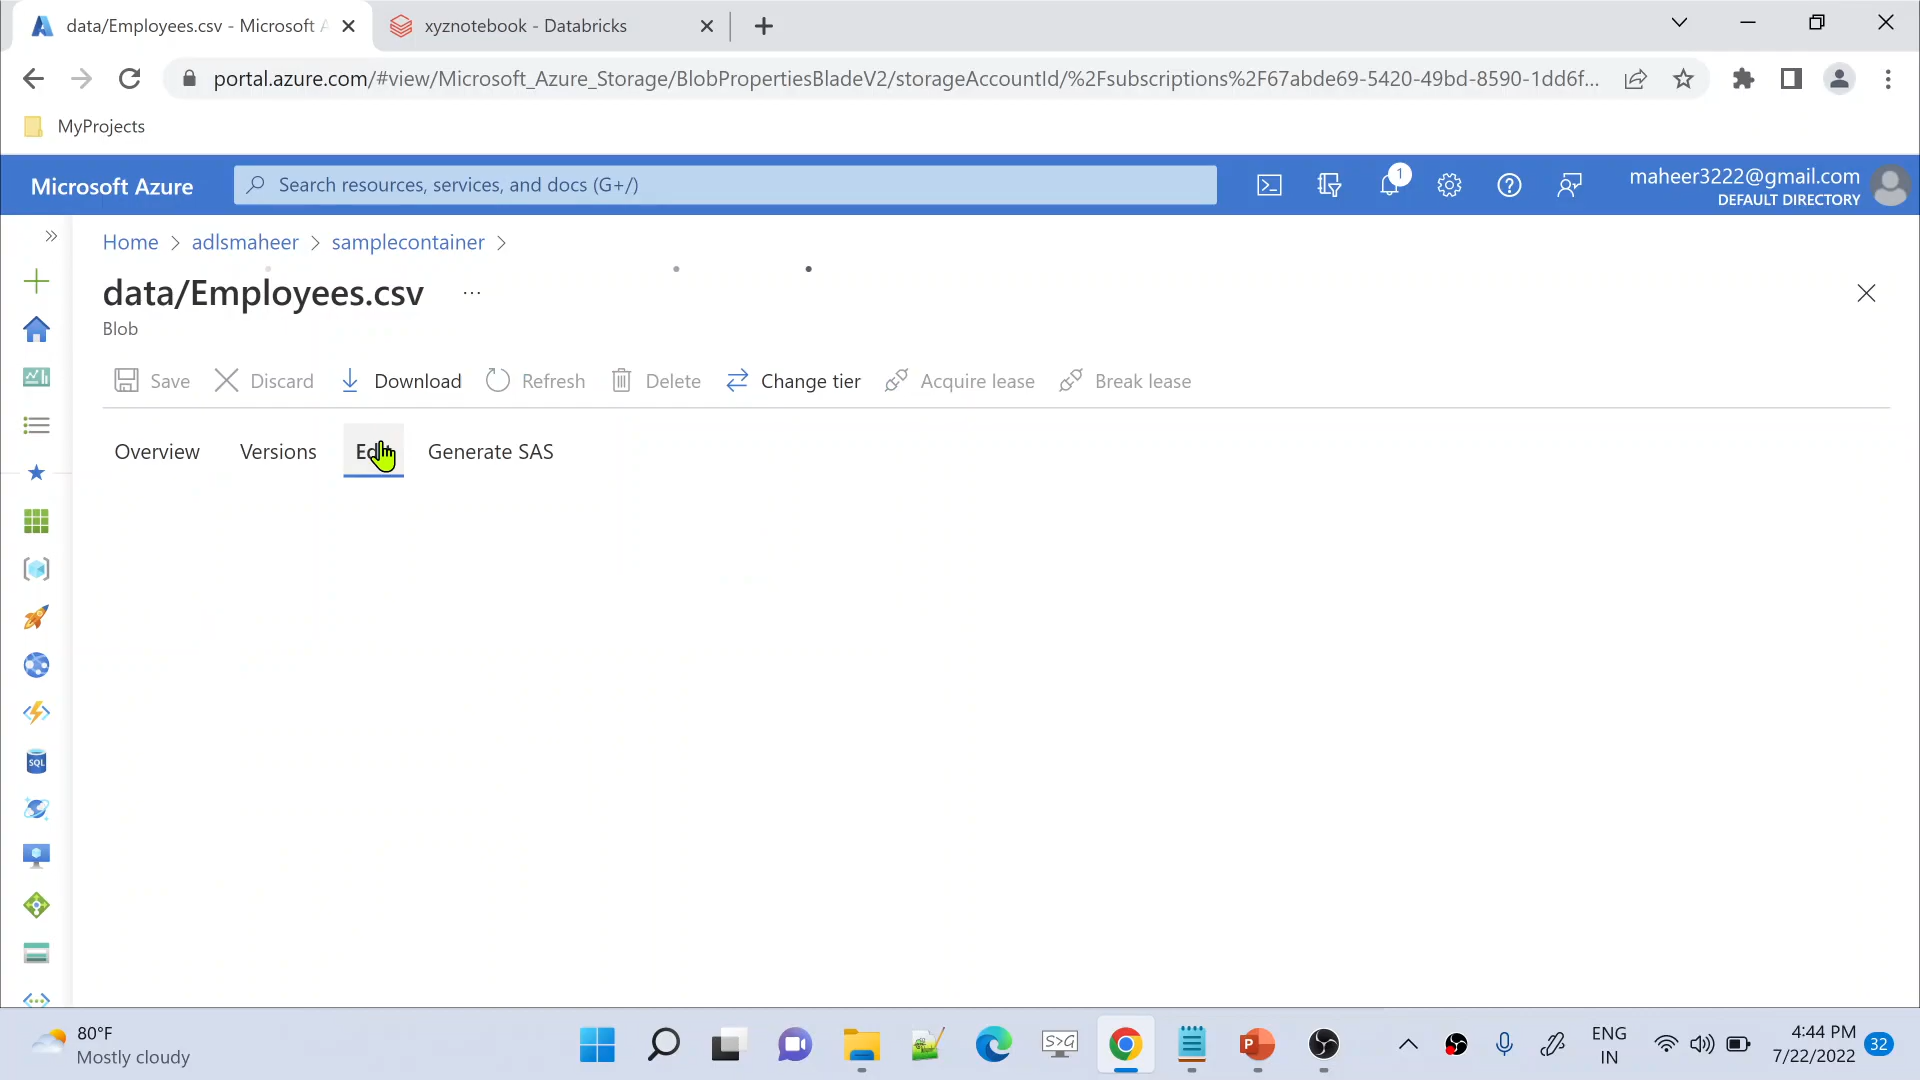 data/Employees.csv - Microsoft A
xyznotebook - Databricks
portal.azure.com/#view/Microsoft_Azure_Storage/BlobPropertiesBladeV2/storageAccountId/%2Fsubscriptions%2F67abde69-5420-49bd-8590-1dd6f...
MyProjects
Microsoft Azure
Search resources, services, and docs (G+/)
1
maheer3222@gmail.com
DEFAULT DIRECTORY
Home > adlsmaheer > samplecontainer >
data/Employees.csv ...
Blob
Save Discard Download Refresh Delete Change tier Acquire lease Break lease
Overview Versions Edit Generate SAS
SQL
80°F
Mostly cloudy
S>G
P
ENG
IN
4:44 PM
7/22/2022
32